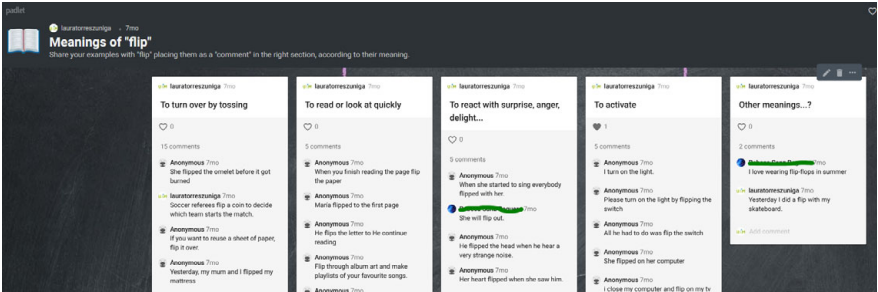 padlet
lauratorreszuniga 7mo
Meanings of "flip"
Share your examples with "flip" placing them as a "comment" in the right section, according to their meaning.
lauratorreszuniga 7mo
To turn over by tossing
0
15 comments
Anonymous 7mo
She flipped the omelet before it got
burned
lauratorreszuniga 7mo
Soccer referees flip a coin to decide
which team starts the match.
Anonymous 7mo
If you want to reuse a sheet of paper,
flip it over.
Anonymous 7mo
Yesterday, my mum and I flipped my
mattress
lauratorreszuniga 7mo
To read or look at quickly
0
5 comments
Anonymous 7mo
When you finish reading the page flip
the paper
Anonymous 7mo
Maria flipped to the first page
Anonymous 7mo
He flips the letter to He continue
reading
Anonymous 7mo
Flip through album art and make
playlists of your favourite songs.
Anonymous 7mo
lauratorreszuniga 7mo
To react with surprise, anger,
delight...
0
5 comments
Anonymous 7mo
When she started to sing everybody
flipped with her.
7mo
She will flip out.
Anonymous 7mo
He flipped the head when he hear a
very strange noise.
Anonymous 7mo
Her heart flipped when she saw him.
lauratorreszuniga 7mo
To activate
1
5 comments
Anonymous 7mo
I turn on the light.
Anonymous 7mo
Please turn on the light by flipping the
switch
Anonymous 7mo
All he had to do was flip the switch
Anonymous 7mo
She flipped on her computer
Anonymous 7mo
i close my computer and flip on my tv
lauratorreszuniga 7mo
Other meanings...?
0
2 comments
7mo
I love wearing flip-flops in summer
lauratorreszuniga 7mo
Yesterday I did a flip with my
skateboard.
Add comment